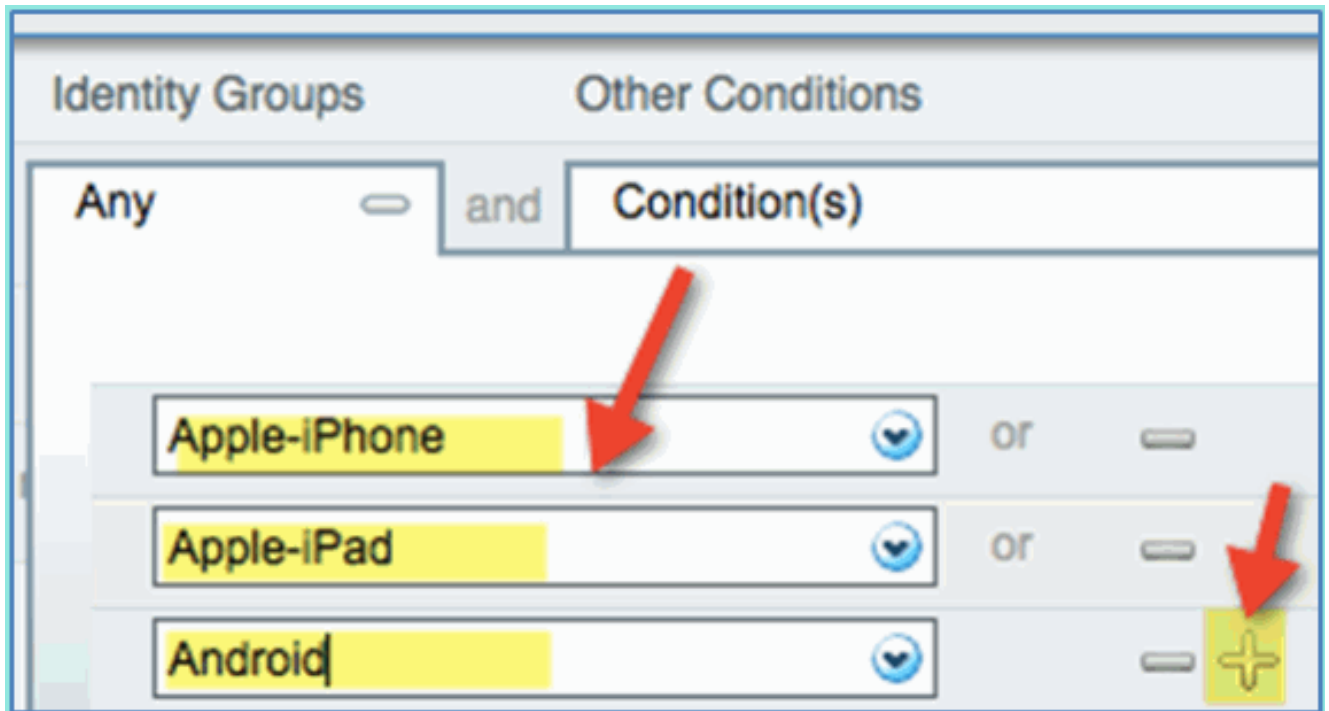 Identity Groups Other Conditions
Any and Condition(s)
Apple-iPhone or
Apple-iPad or
Android